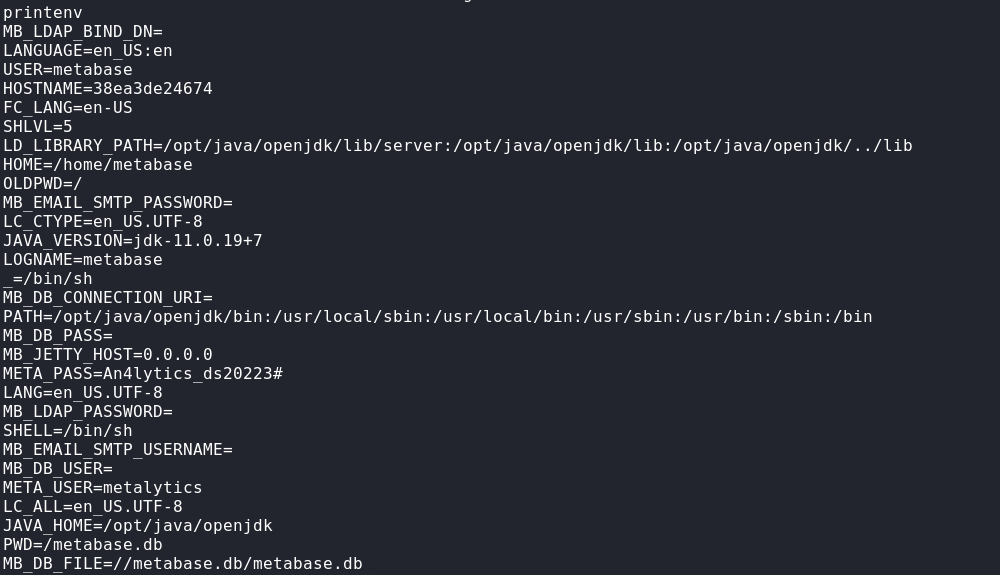 printenv
MB_LDAP_BIND_DN=
LANGUAGE=en_US:en
USER=metabase
HOSTNAME=38ea3de24674
FC_LANG=en-US
SHLVL=5
LD_LIBRARY_PATH=/opt/java/openjdk/lib/server:/opt/java/openjdk/lib:/opt/java/openjdk/../lib
HOME=/home/metabase
OLDPWD=/
MB_EMAIL_SMTP_PASSWORD=
LC_CTYPE=en_US.UTF-8
JAVA_VERSION=jdk-11.0.19+7
LOGNAME=metabase
_=/bin/sh
MB_DB_CONNECTION_URI=
PATH=/opt/java/openjdk/bin:/usr/local/sbin:/usr/local/bin:/usr/sbin:/usr/bin:/sbin:/bin
MB_DB_PASS=
MB_JETTY_HOST=0.0.0.0
META_PASS=An4lytics_ds20223#
LANG=en_US.UTF-8
MB_LDAP_PASSWORD=
SHELL=/bin/sh
MB_EMAIL_SMTP_USERNAME=
MB_DB_USER=
META_USER=metalytics
LC_ALL=en_US.UTF-8
JAVA_HOME=/opt/java/openjdk
PWD=/metabase.db
MB_DB_FILE=//metabase.db/metabase.db